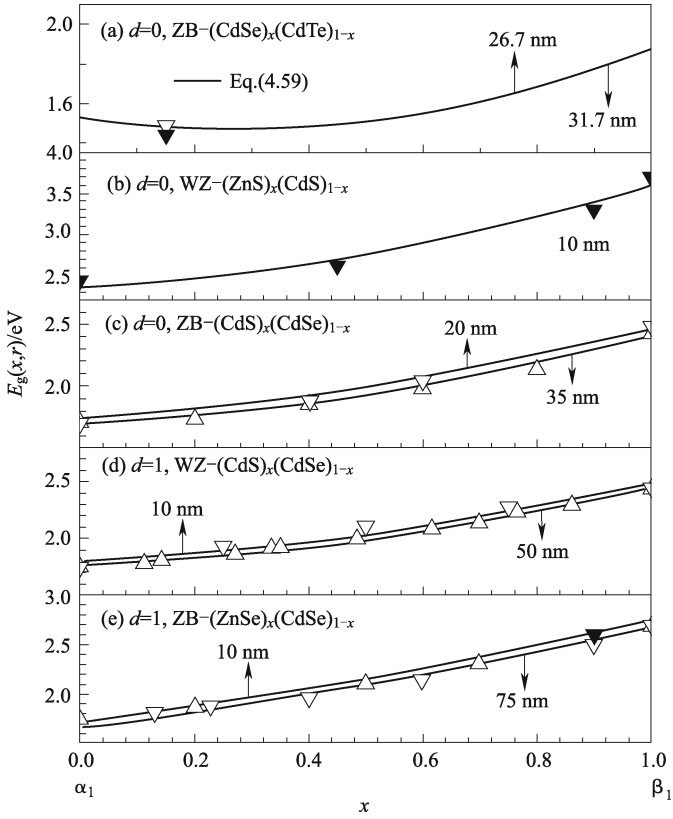 2.0
(a) d=0, ZB−(CdSe)x(CdTe)1−x
26.7 nm
Eq.(4.59)
1.6
31.7 nm
4.0
(b) d=0, WZ−(ZnS)x(CdS)1−x
3.5
3.0
10 nm
2.5
(c) d=0, ZB−(CdS)x(CdSe)1−x
2.5
20 nm
2.0
35 nm
Eg(x,r)/eV
(d) d=1, WZ−(CdS)x(CdSe)1−x
2.5
10 nm
2.0
50 nm
3.0
(e) d=1, ZB−(ZnSe)x(CdSe)1−x
2.5
10 nm
2.0
75 nm
0.0 0.2 0.4 0.6 0.8 1.0
α1 x β1